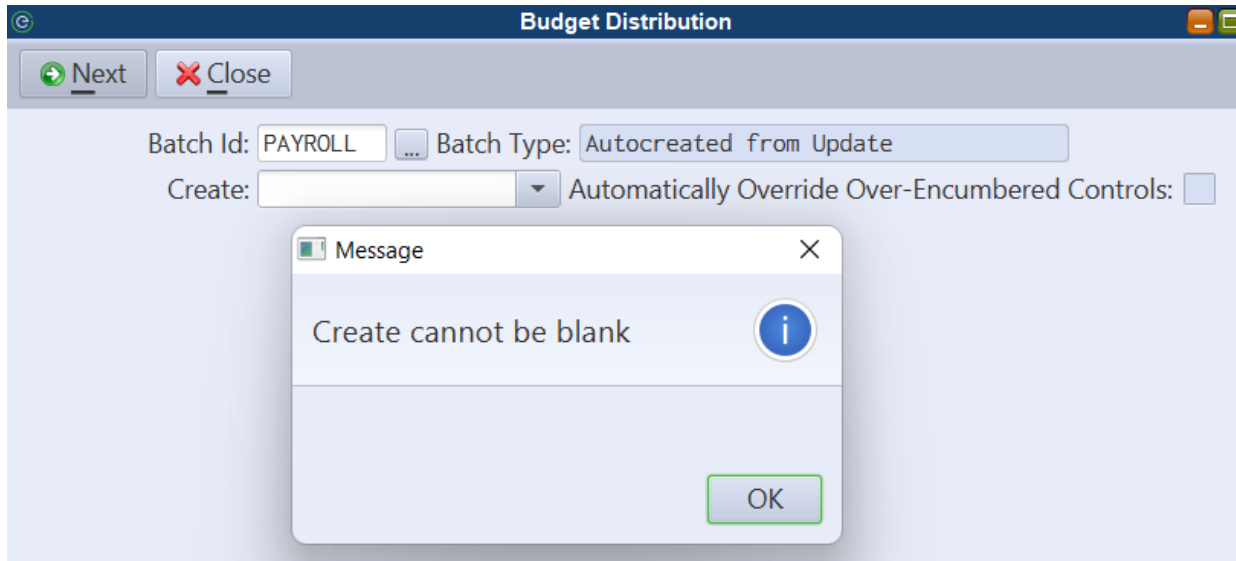 Budget Distribution
Next Close
Batch Id: PAYROLL ... Batch Type: Autocreated from Update
Create: Automatically Override Over-Encumbered Controls:
Message
Create cannot be blank
OK